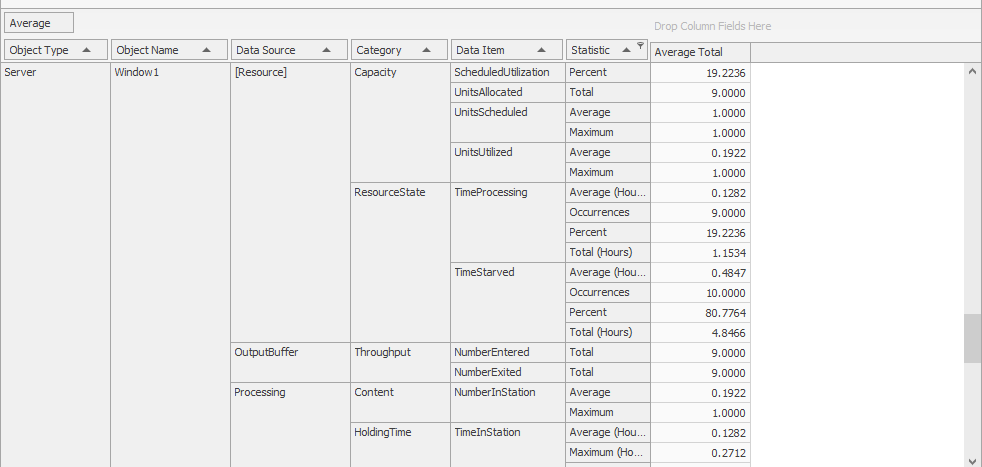 Average
Drop Column Fields Here
Object Type Object Name Data Source Category Data Item Statistic Average Total
Server Window1 [Resource] Capacity ScheduledUtilization Percent 19.2236
UnitsAllocated Total 9.0000
UnitsScheduled Average 1.0000
Maximum 1.0000
UnitsUtilized Average 0.1922
Maximum 1.0000
ResourceState TimeProcessing Average (Hou... 0.1282
Occurrences 9.0000
Percent 19.2236
Total (Hours) 1.1534
TimeStarved Average (Hou... 0.4847
Occurrences 10.0000
Percent 80.7764
Total (Hours) 4.8466
OutputBuffer Throughput NumberEntered Total 9.0000
NumberExited Total 9.0000
Processing Content NumberInStation Average 0.1922
Maximum 1.0000
HoldingTime TimeInStation Average (Hou... 0.1282
Maximum (Ho... 0.2712